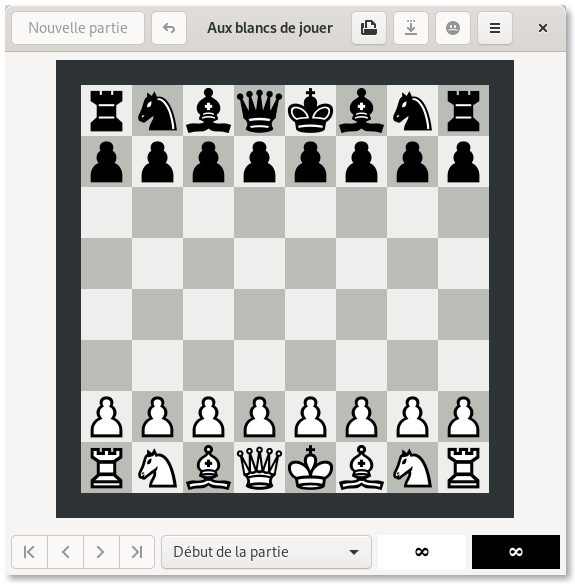 Nouvelle partie
Aux blancs de jouer
Début de la partie
∞
∞